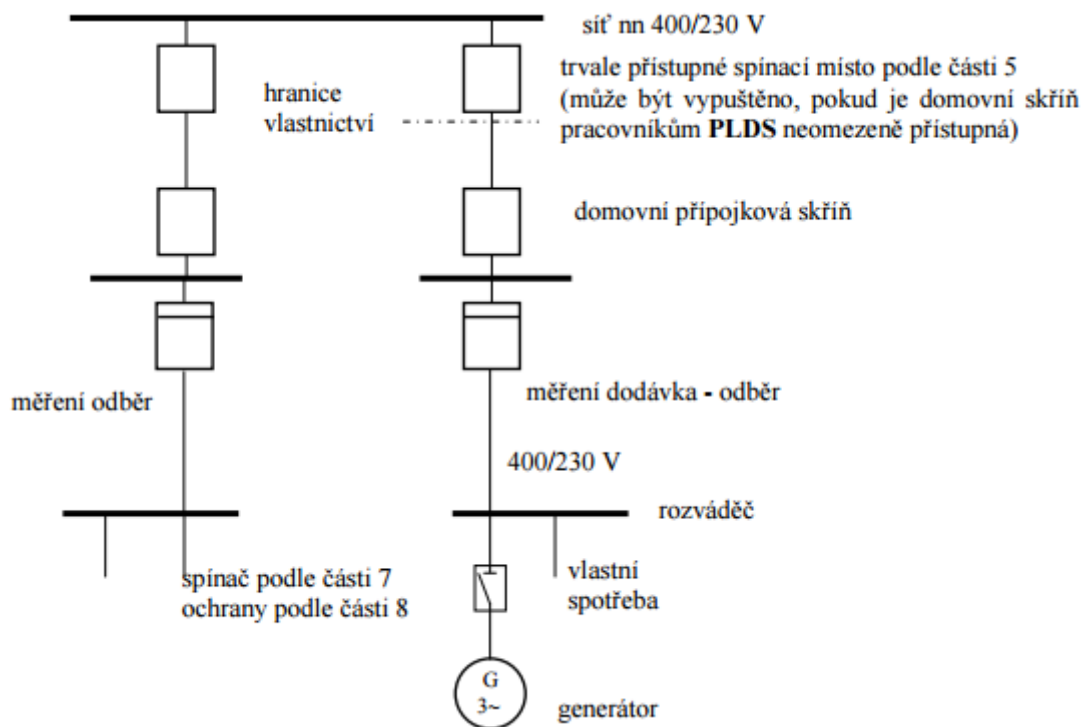 síť nn 400/230 V
trvale přístupné spínací místo podle části 5
(může být vypuštěno, pokud je domovní skříň
pracovníkům PLDS neomezeně přístupná)
hranice
vlastnictví
domovní přípojková skříň
měření odběr
měření dodávka - odběr
400/230 V
rozváděč
spínač podle části 7
ochrany podle části 8
vlastní
spotřeba
G
3~
generátor